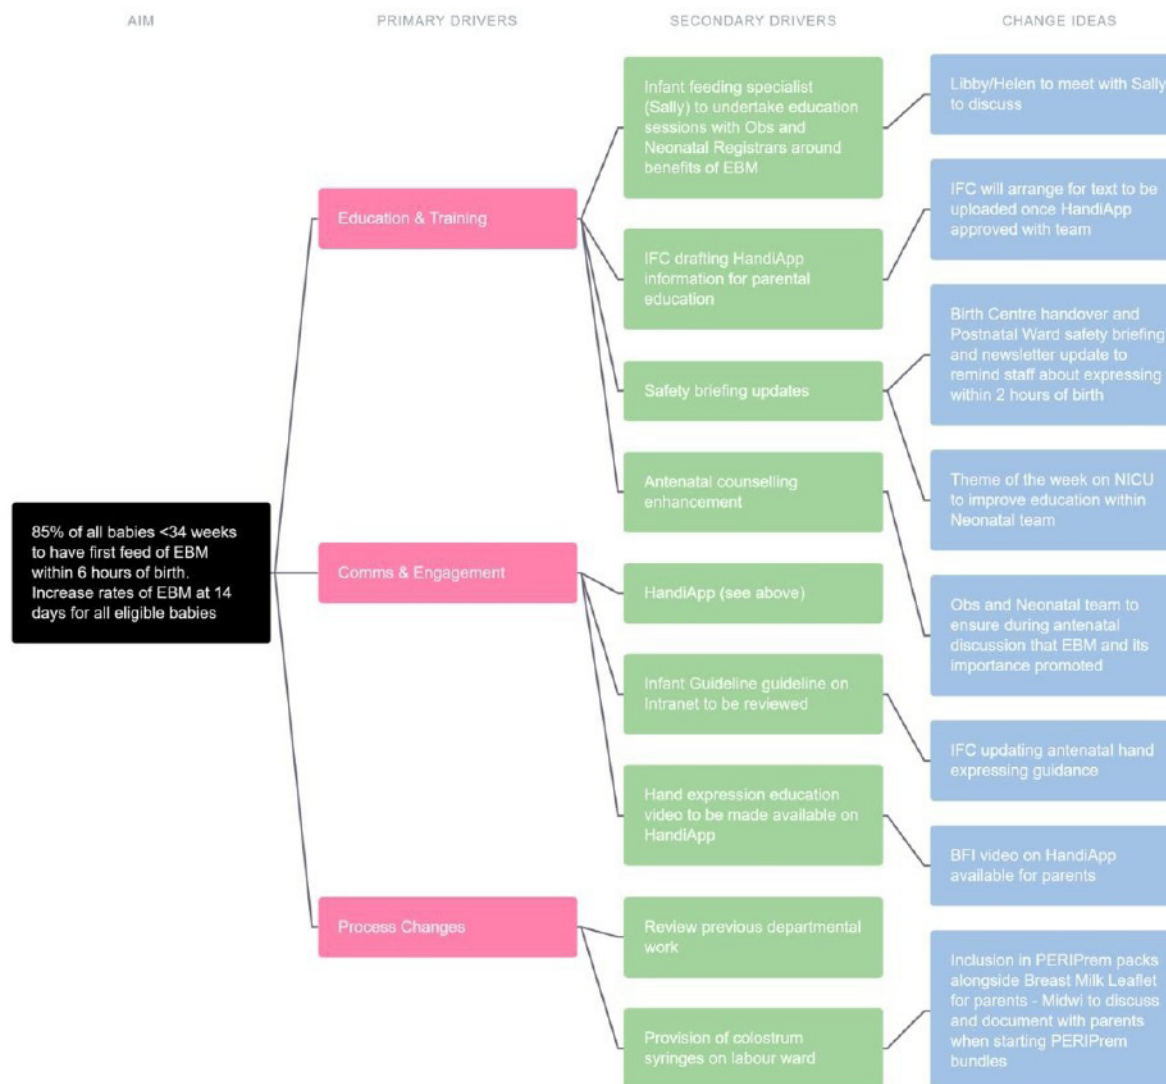 AIM
PRIMARY DRIVERS
SECONDARY DRIVERS
CHANGE IDEAS
85% of all babies <34 weeks
to have first feed of EBM
within 6 hours of birth.
Increase rates of EBM at 14
days for all eligible babies
Education & Training
Comms & Engagement
Process Changes
Infant feeding specialist
(Sally) to undertake education
sessions with Obs and
Neonatal Registrars around
benefits of EBM
IFC drafting HandiApp
information for parental
education
Safety briefing updates
Antenatal counselling
enhancement
HandiApp (see above)
Infant Guideline guideline on
Intranet to be reviewed
Hand expression education
video to be made available on
HandiApp
Review previous departmental
work
Provision of colostrum
syringes on labour ward
Libby/Helen to meet with Sally
to discuss
IFC will arrange for text to be
uploaded once HandiApp
approved with team
Birth Centre handover and
Postnatal Ward safety briefing
and newsletter update to
remind staff about expressing
within 2 hours of birth
Theme of the week on NICU
to improve education within
Neonatal team
Obs and Neonatal team to
ensure during antenatal
discussion that EBM and its
importance promoted
IFC updating antenatal hand
expressing guidance
BFI video on HandiApp
available for parents
Inclusion in PERIPrem packs
alongside Breast Milk Leaflet
for parents - Midwi to discuss
and document with parents
when starting PERIPrem
bundles